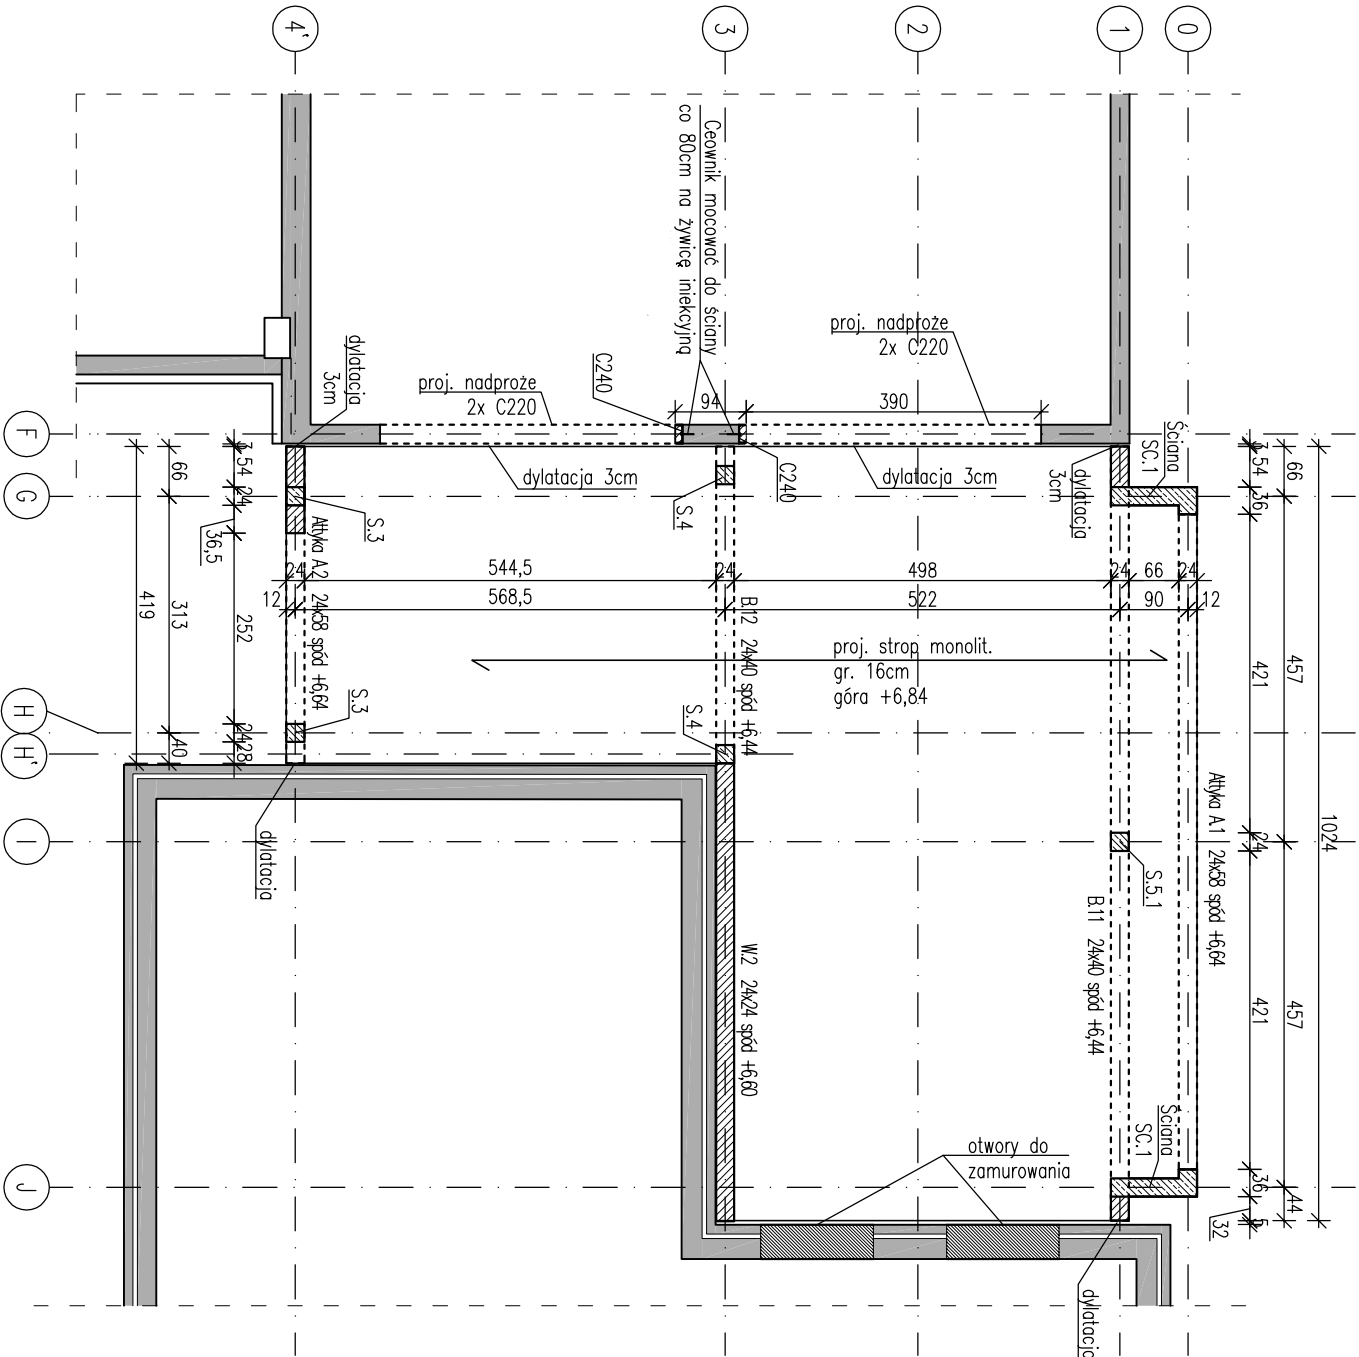 4'
3
2
1
0
Ceownik mocować do ściany
co 80cm na żywicę iniekcyjną
proj. nadproże
2x C220
proj. nadproże
2x C220
C240
94
390
C240
dylatacja
3cm
dylatacja 3cm
dylatacja 3cm
dylatacja
3cm
Ściana
SC.1
F
G
H
H'
I
J
3
54
24
36,5
252
24
28
66
313
40
419
S.3
S.3
S.4
S.4
Attyka A.2 24x58 spód +6,64
24
544,5
24
498
24
66
24
12
568,5
522
90
12
B.12 24x40 spód +6,44
proj. strop monolit.
gr. 16cm
góra +6,84
3
54
36
421
24
421
36
32
5
66
457
457
44
1024
Attyka A.1 24x58 spód +6,64
S.5.1
B.11 24x40 spód +6,44
W.2 24x24 spód +6,60
Ściana
SC.1
otwory do
zamurowania
dylatacja
dylatacja